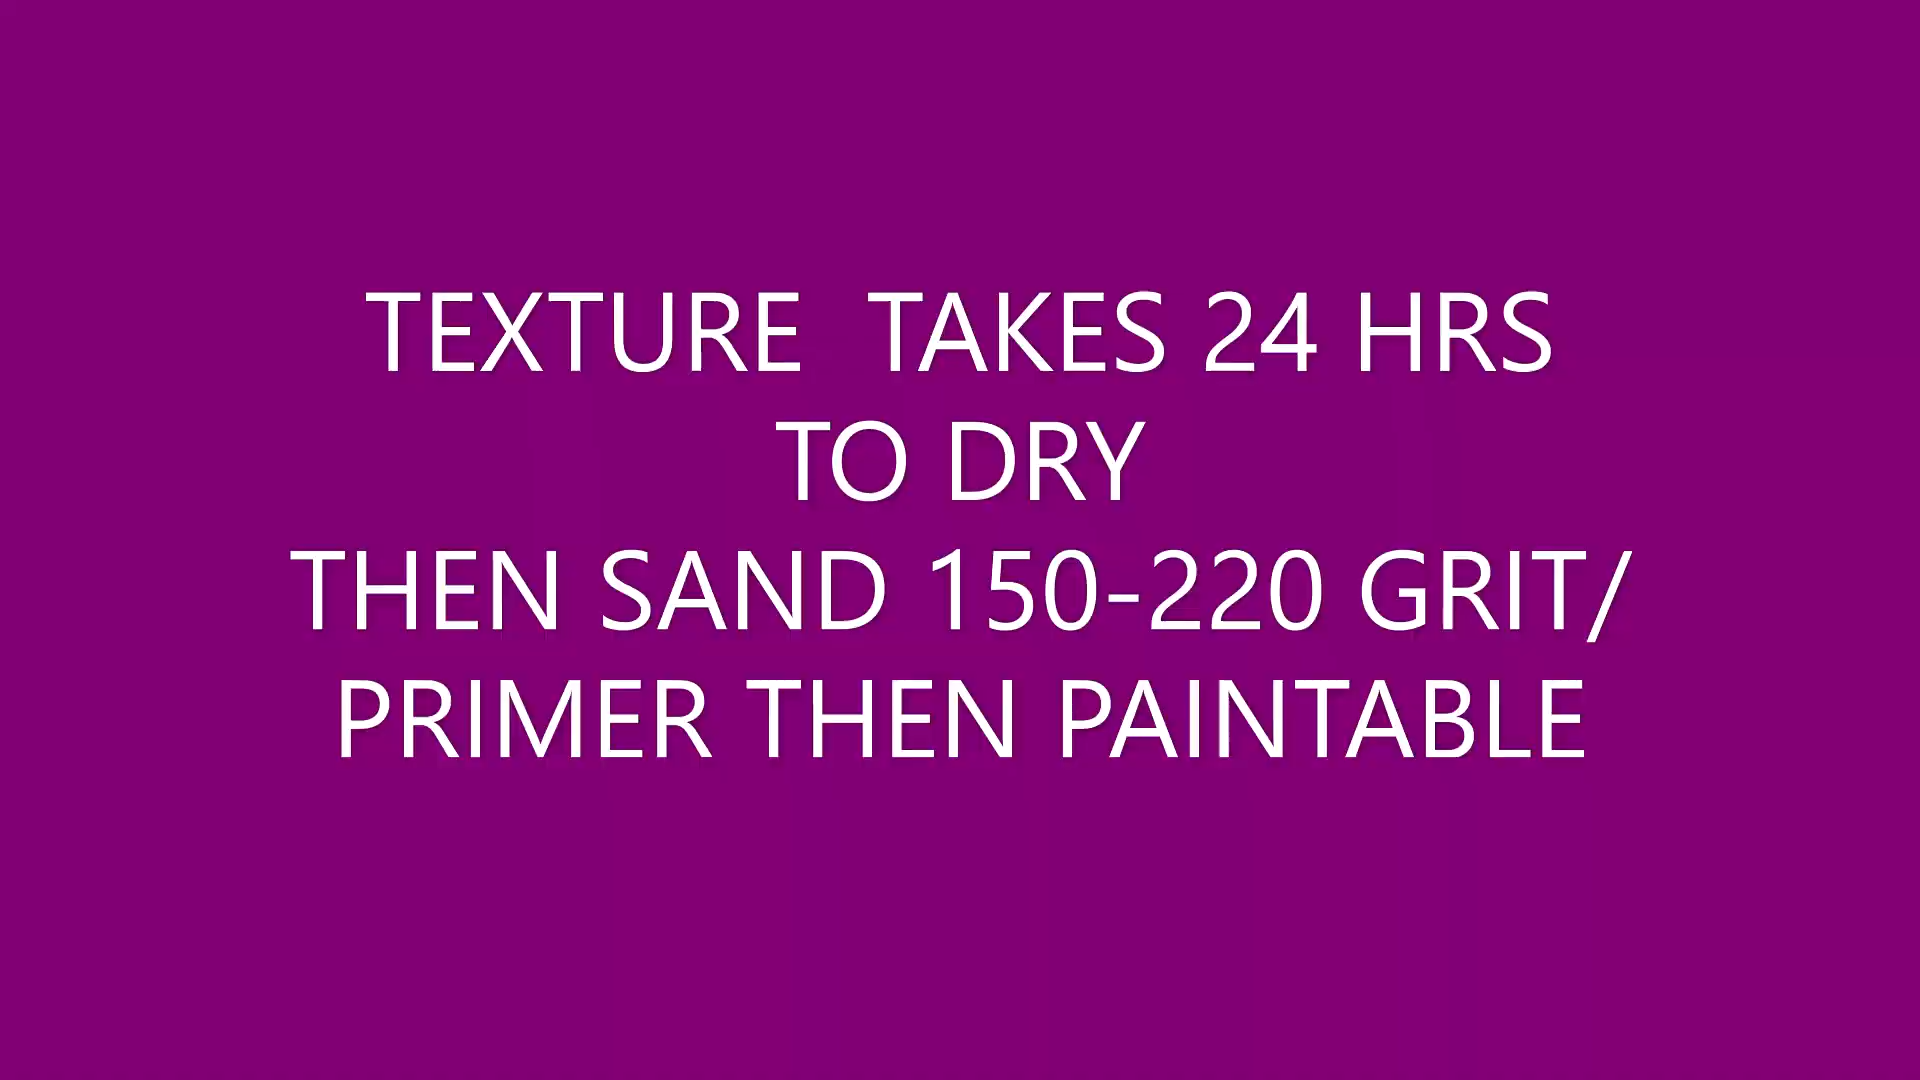 TEXTURE  TAKES 24 HRS
TO DRY
THEN SAND 150-220 GRIT/
PRIMER THEN PAINTABLE